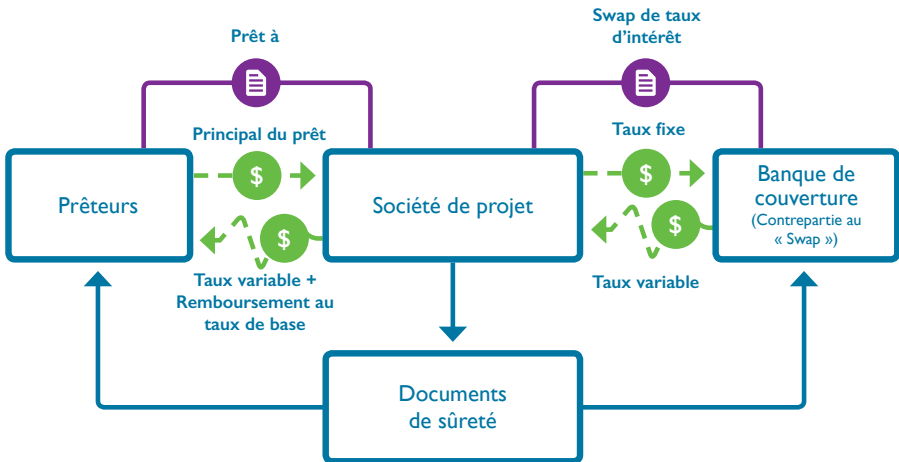 Prêt à
Swap de taux
d’intérêt
Principal du prêt
Taux fixe
Prêteurs
$
Société de projet
$
Banque de
couverture
(Contrepartie au
« Swap »)
$
$
Taux variable +
Remboursement au
taux de base
Taux variable
Documents
de sûreté